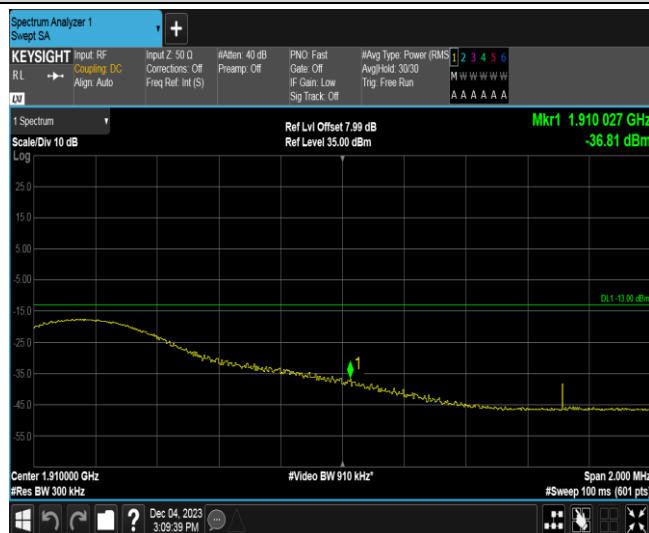 Spectrum Analyzer 1
Swept SA
+
KEYSIGHT
RL
LXI
Input: RF
Coupling: DC
Align: Auto
Input Z: 50 Ω
Corrections: Off
Freq Ref: Int (S)
#Atten: 40 dB
Preamp: Off
PNO: Fast
Gate: Off
IF Gain: Low
Sig Track: Off
#Avg Type: Power (RMS
Avg|Hold: 30/30
Trig: Free Run
1 2 3 4 5 6
M W W W W W
A A A A A A
1 Spectrum
Scale/Div 10 dB
Ref Lvl Offset 7.99 dB
Ref Level 35.00 dBm
Mkr1 1.910 027 GHz
-36.81 dBm
Log
25.0
15.0
5.00
-5.00
DL1 -13.00 dBm
-15.0
-25.0
1
-35.0
-45.0
-55.0
Center 1.910000 GHz
#Video BW 910 kHz*
Span 2.000 MHz
#Res BW 300 kHz
#Sweep 100 ms (601 pts)
?
Dec 04, 2023
3:09:39 PM